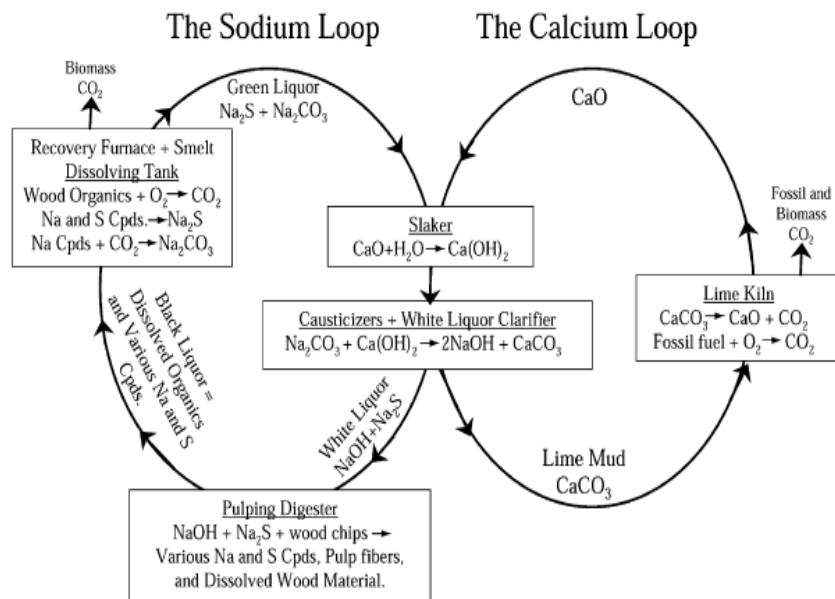 The Sodium Loop
The Calcium Loop
Biomass
CO₂
Green Liquor
Na₂S + Na₂CO₃
CaO
Recovery Furnace + Smelt
Dissolving Tank
Wood Organics + O₂→ CO₂
Na and S Cpds.→Na₂S
Na Cpds + CO₂→Na₂CO₃
Slaker
CaO+H₂O→ Ca(OH)₂
Fossil and
Biomass
CO₂
Causticizers + White Liquor Clarifier
Na₂CO₃ + Ca(OH)₂→ 2NaOH + CaCO₃
Lime Kiln
CaCO₃→ CaO + CO₂
Fossil fuel + O₂→ CO₂
Black Liquor =
Dissolved Organics
and Various Na and S
Cpds.
White Liquor
NaOH+Na₂S
Lime Mud
CaCO₃
Pulping Digester
NaOH + Na₂S + wood chips →
Various Na and S Cpds, Pulp fibers,
and Dissolved Wood Material.